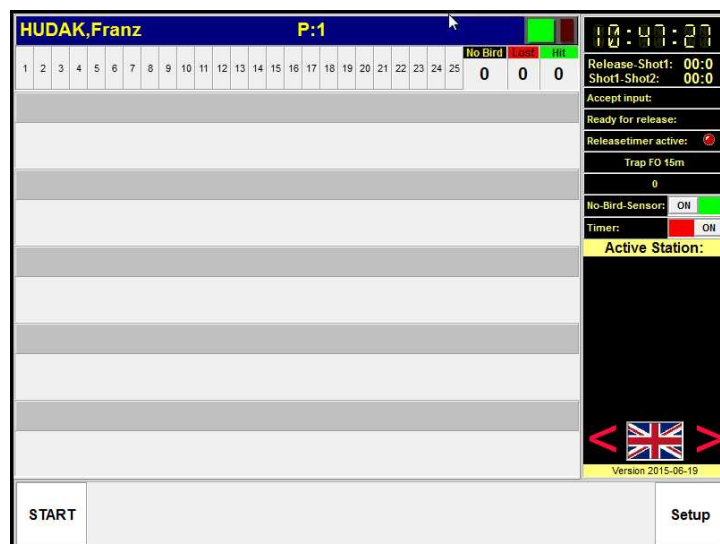 HUDAK,Franz P:1
10:47:27
No Bird Lost Hit
1 2 3 4 5 6 7 8 9 10 11 12 13 14 15 16 17 18 19 20 21 22 23 24 25 0 0 0
Release-Shot1: 00:0
Shot1-Shot2: 00:0
Accept input:
Ready for release:
Releasetimer active:
Trap FO 15m
0
No-Bird-Sensor: ON
Timer: ON
Active Station:
< >
Version 2015-06-19
START
Setup